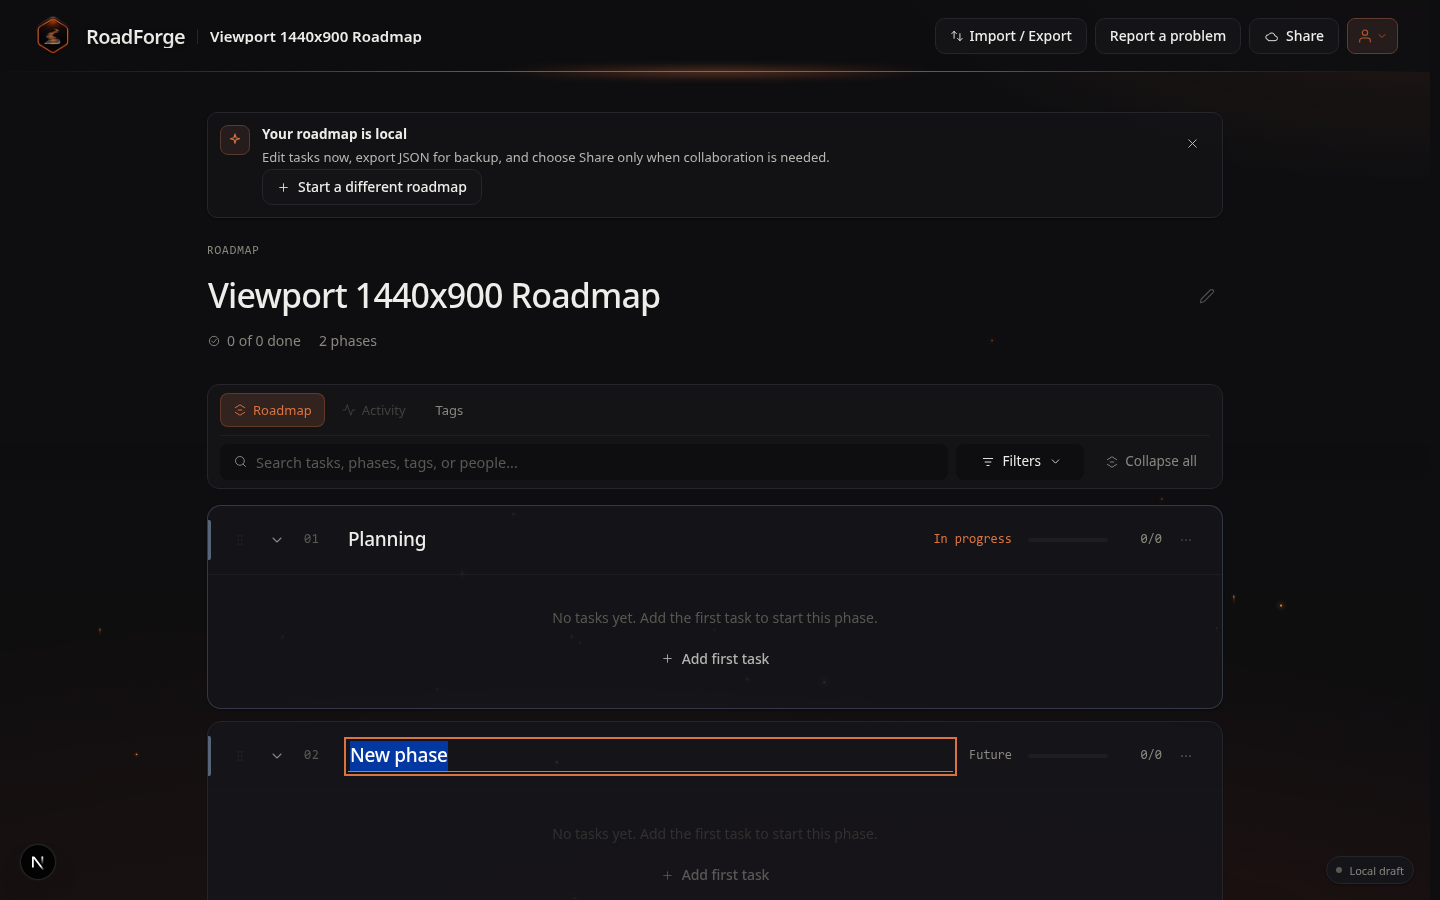 RoadForge
Viewport 1440x900 Roadmap
Import / Export
Report a problem
Share
Your roadmap is local
Edit tasks now, export JSON for backup, and choose Share only when collaboration is needed.
Start a different roadmap
ROADMAP
Viewport 1440x900 Roadmap
0 of 0 done
2 phases
Roadmap
Activity
Tags
Search tasks, phases, tags, or people...
Filters
Collapse all
01
Planning
In progress
0/0
No tasks yet. Add the first task to start this phase.
Add first task
02
New phase
Future
0/0
No tasks yet. Add the first task to start this phase.
Add first task
N
Local draft